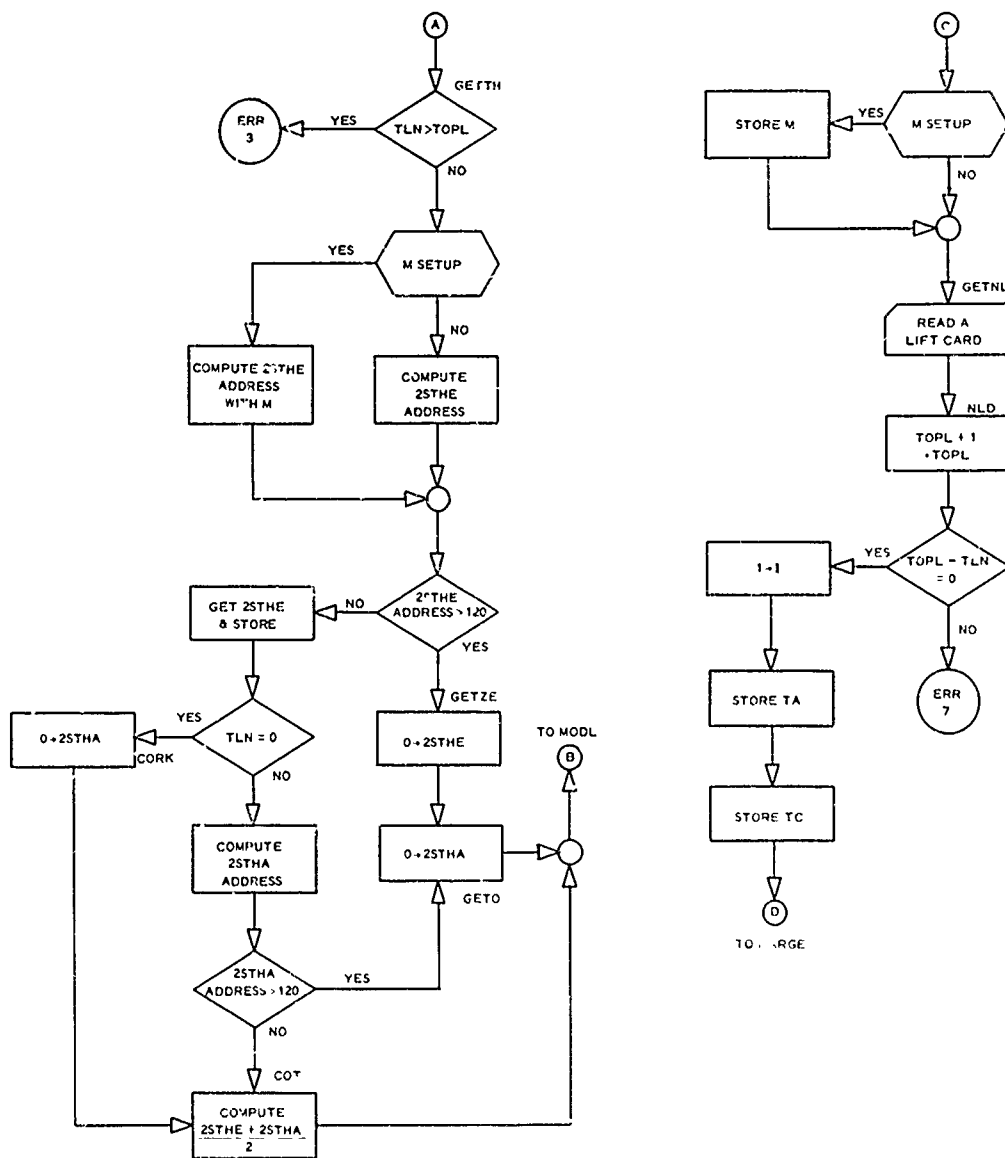 A
GETTH
TLN>TOPL
YES
ERR
3
NO
M SETUP
YES
NO
COMPUTE
ADDRESS
WITH M
COMPUTE
2STHE
ADDRESS
ADDRESS > 120
NO
YES
GET 2STHE
& STORE
GETZE
TLN = 0
YES
0→2STHA
CORK
NO
0→2STHE
TO MODL
B
COMPUTE
2STHA
ADDRESS
0→2STHA
GETO
2STHA
ADDRESS > 120
YES
NO
COT
COMPUTE
2STHE + 2STHA
2
C
M SETUP
YES
STORE M
NO
GETNL
READ A
LIFT CARD
NLD
TOPL + 1
→TOPL
TOPL - TLN
= 0
YES
1→1
NO
ERR
7
STORE TA
STORE TC
D
TO